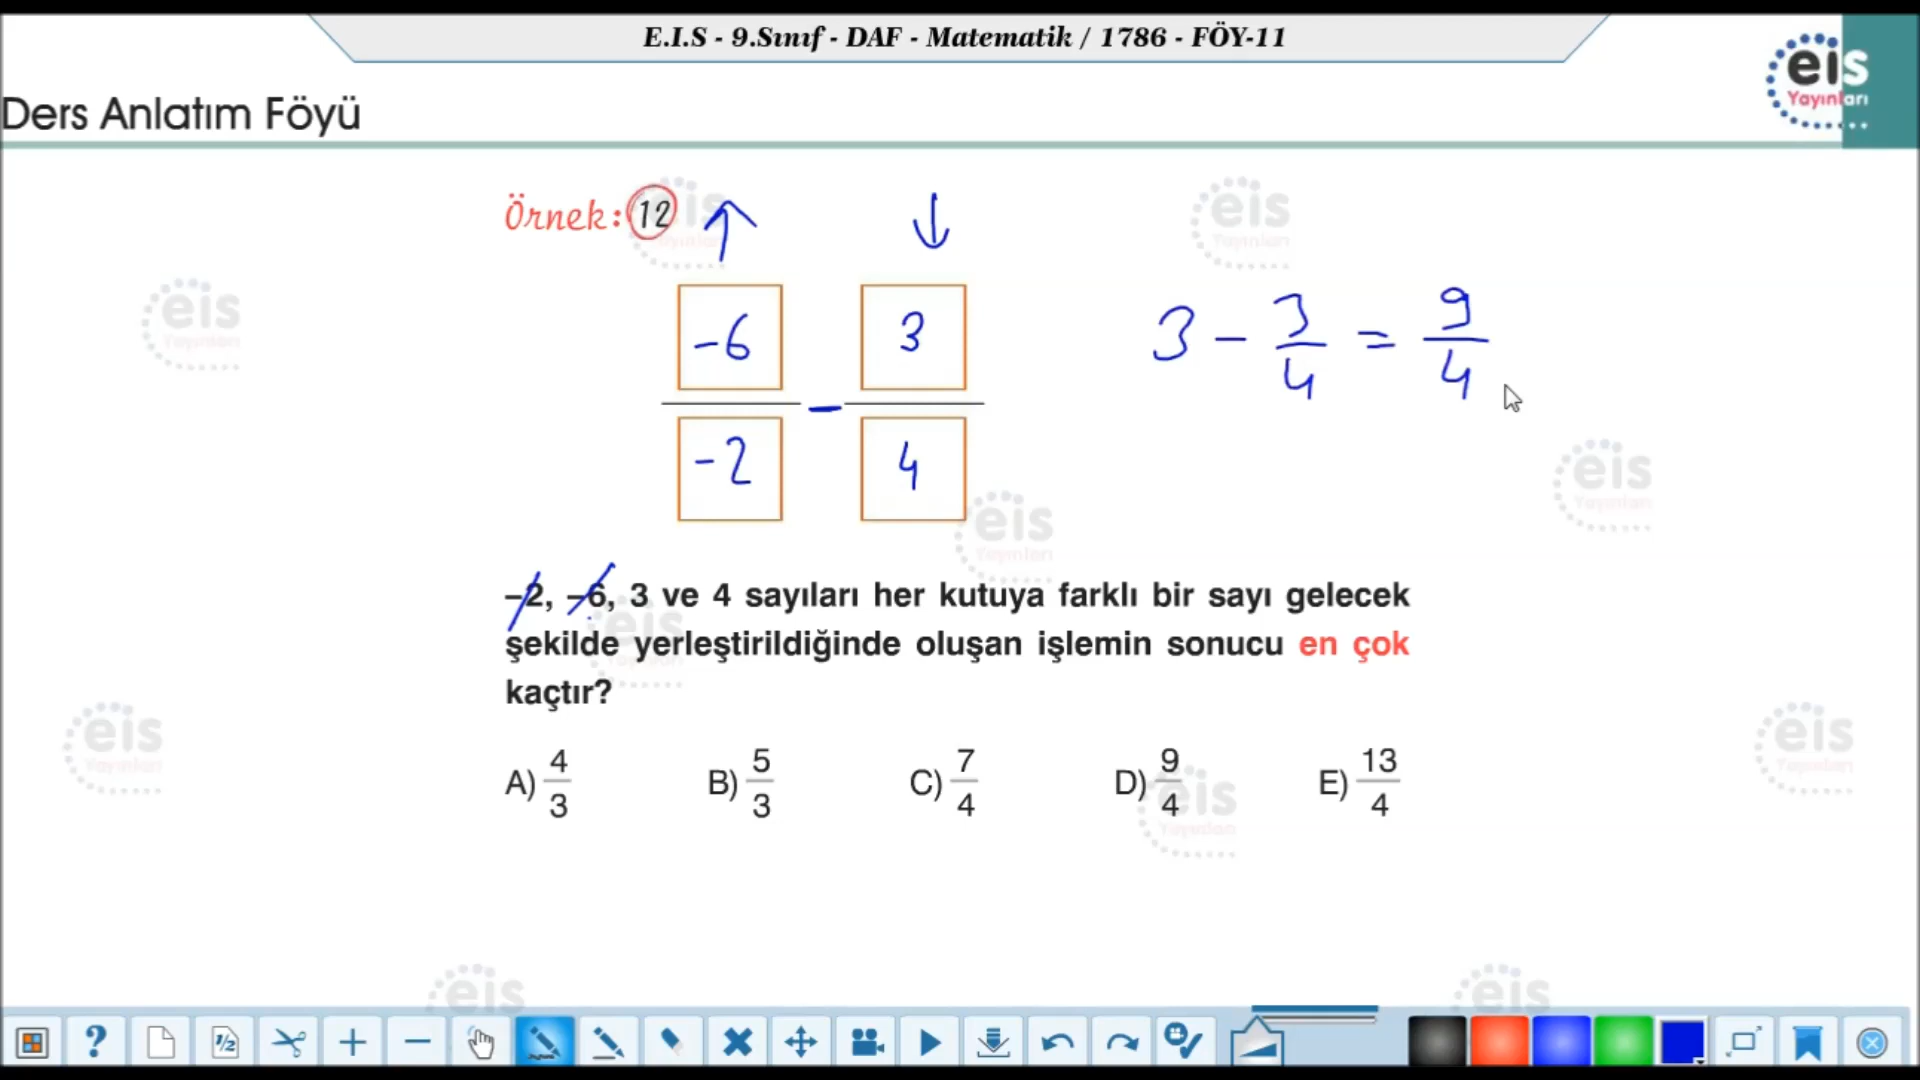 E.I.S - 9.Sınıf - DAF - Matematik / 1786 - FÖY-11
eis
Yayınları
Ders Anlatım Föyü
Örnek: 12
-6 3
-2 - 4
3 - 3/4 = 9/4
–2, –6, 3 ve 4 sayıları her kutuya farklı bir sayı gelecek
şekilde yerleştirildiğinde oluşan işlemin sonucu en çok
kaçtır?
A) 4/3 B) 5/3 C) 7/4 D) 9/4 E) 13/4